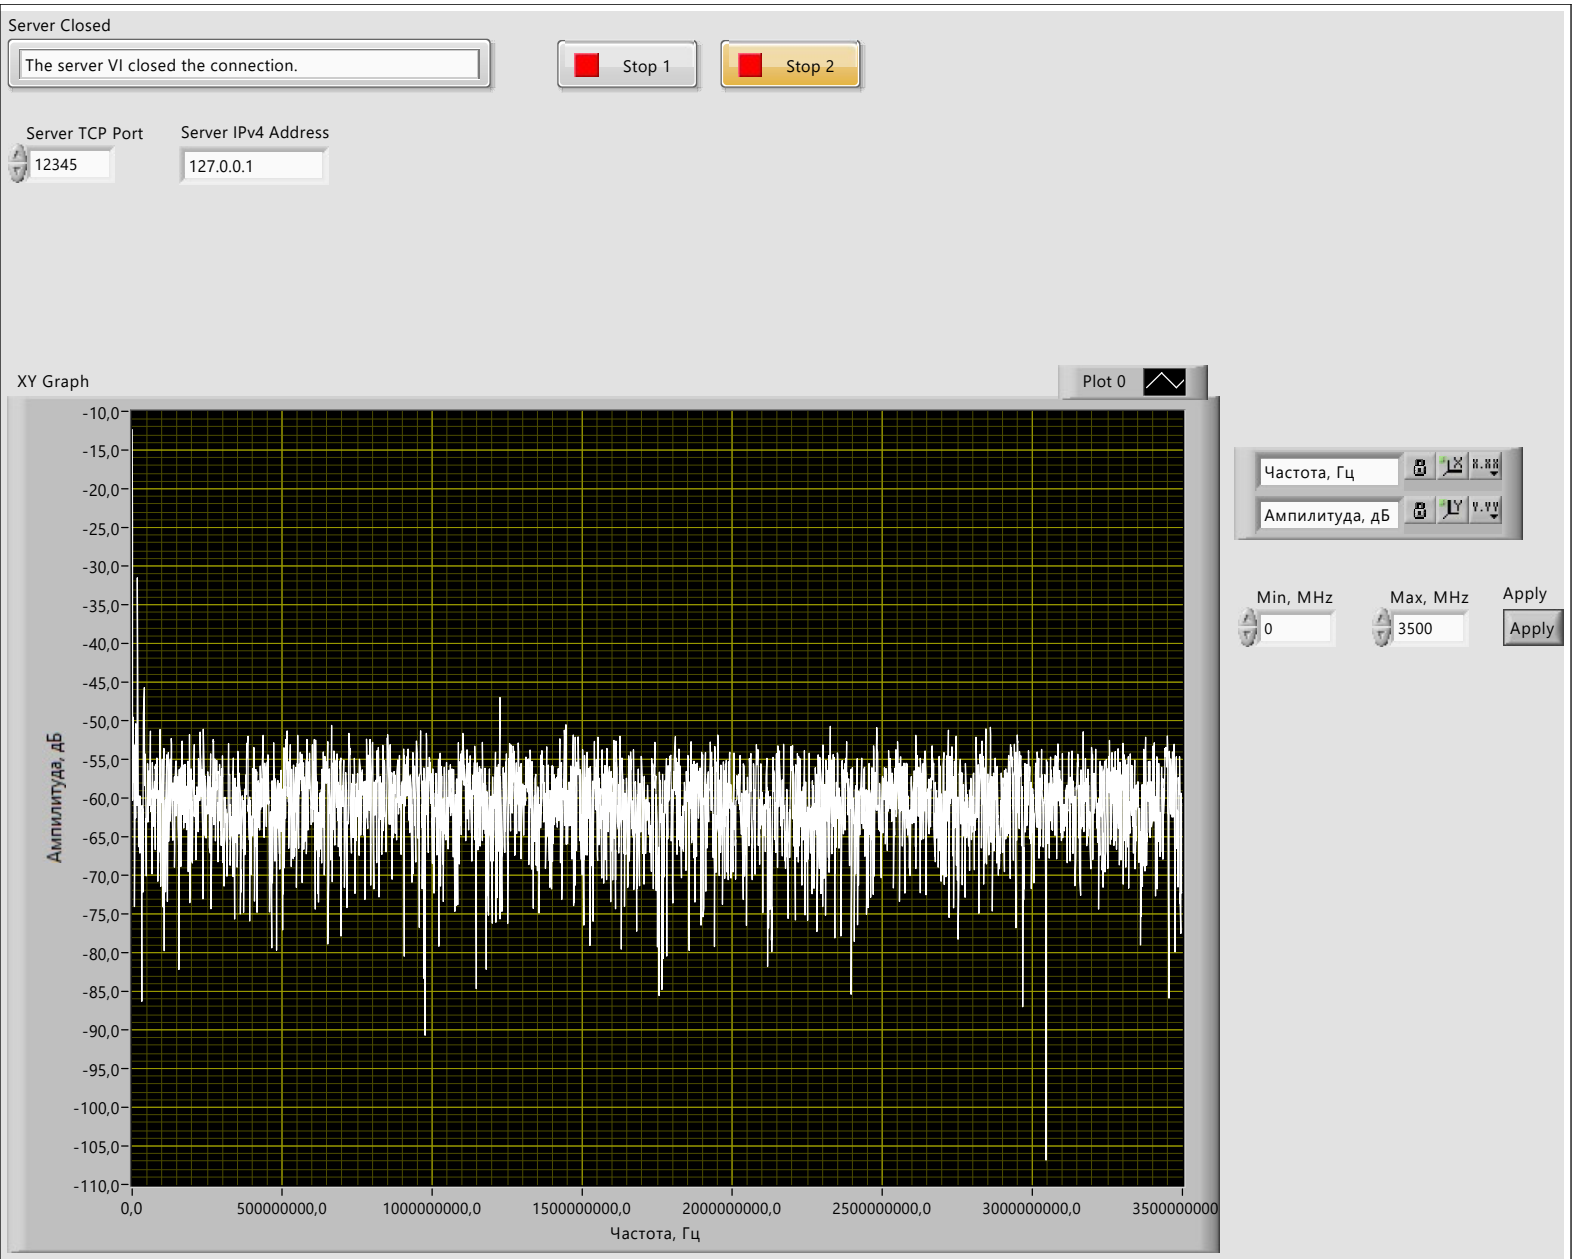 Server Closed
The server VI closed the connection.
Stop 1
Stop 2
Server TCP Port
Server IPv4 Address
12345
127.0.0.1
XY Graph
Plot 0
-10,0
-15,0
-20,0
-25,0
-30,0
-35,0
-40,0
-45,0
-50,0
-55,0
-60,0
-65,0
-70,0
-75,0
-80,0
-85,0
-90,0
-95,0
-100,0
-105,0
-110,0
Ампилитуда, дБ
0,0
500000000,0
1000000000,0
1500000000,0
2000000000,0
2500000000,0
3000000000,0
3500000000
Частота, Гц
Частота, Гц
X.XX
Ампилитуда, дБ
Y.YY
Min, MHz
Max, MHz
Apply
0
3500
Apply